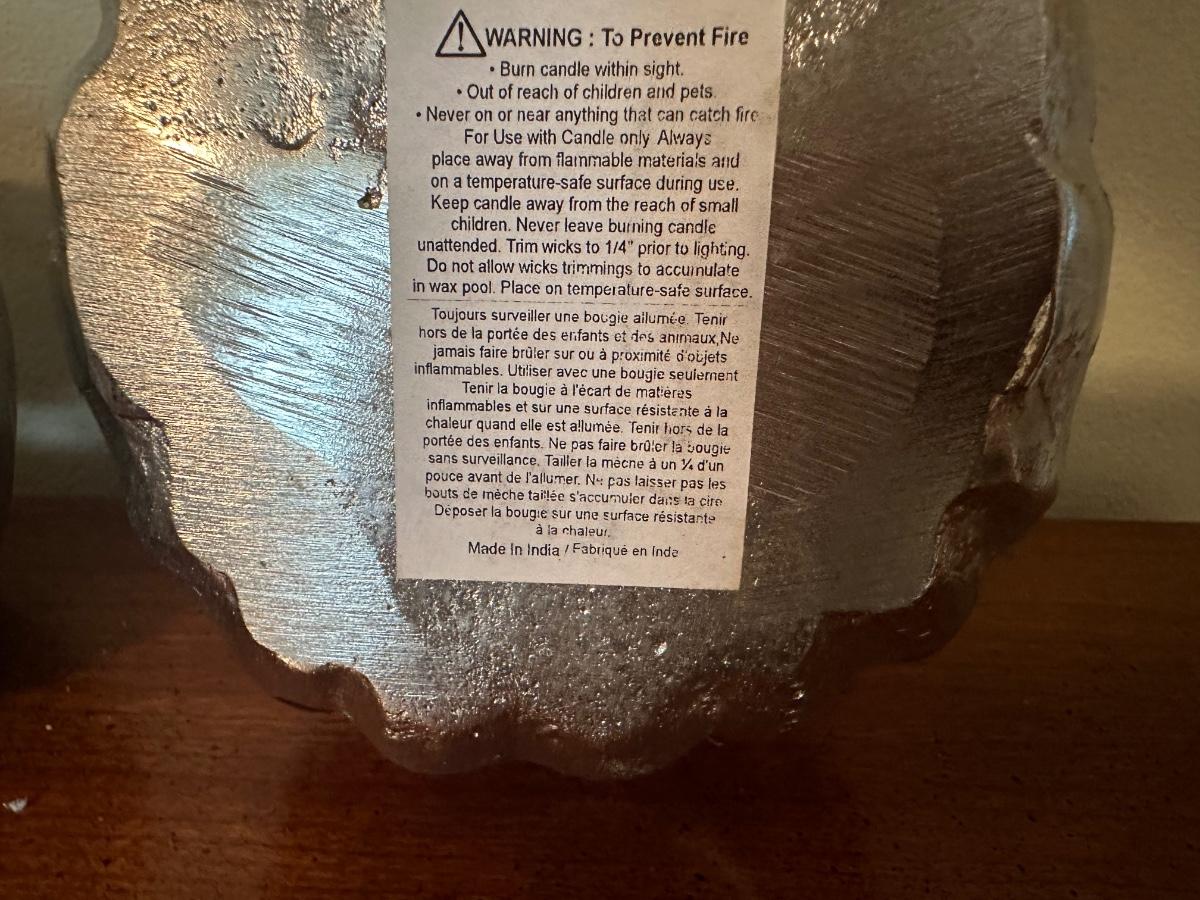 WARNING : To Prevent Fire
• Burn candle within sight.
• Out of reach of children and pets.
• Never on or near anything that can catch fire
For Use with Candle only Always
place away from flammable materials and
on a temperature-safe surface during use.
Keep candle away from the reach of small
children. Never leave burning candle
unattended. Trim wicks to 1/4" prior to lighting.
Do not allow wicks trimmings to accumulate
in wax pool. Place on temperature-safe surface.
Toujours surveiller une bougie allumée. Tenir
hors de la portée des enfants et des animaux,Ne
jamais faire brûler sur ou à proximité d'objets
inflammables. Utiliser avec une bougie seulement
Tenir la bougie à l'écart de matières
inflammables et sur une surface résistante à la
chaleur quand elle est allumée. Tenir hors de la
portée des enfants. Ne pas faire brûler la bougie
sans surveillance. Tailler la mèche à un ¼ d'un
pouce avant de l'allumer. Ne pas laisser pas les
bouts de mèche taillée s'accumuler dans la cire
Déposer la bougie sur une surface résistante
à la chaleur.
Made In India / Fabriqué en Inde